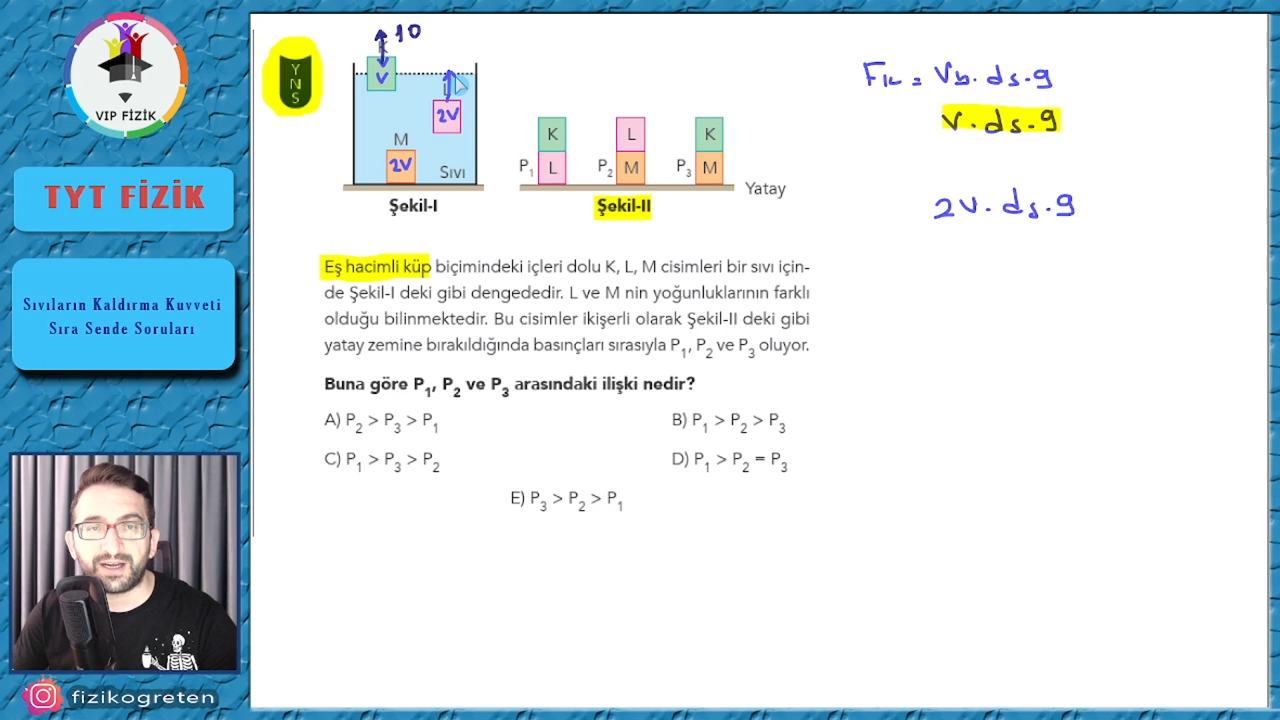 VIP FİZİK
TYT FİZİK
Sıvıların Kaldırma Kuvveti
Sıra Sende Soruları
fizikogreten
Y
N
S
10
V
2V
M
2V
Sıvı
Şekil-I
K
L
P1
L
M
P2
K
M
P3
Yatay
Şekil-II
Fk = Vb. ds. g
V. ds. g
2V. ds. g
Eş hacimli küp biçimindeki içleri dolu K, L, M cisimleri bir sıvı için-
de Şekil-I deki gibi dengededir. L ve M nin yoğunluklarının farklı
olduğu bilinmektedir. Bu cisimler ikişerli olarak Şekil-II deki gibi
yatay zemine bırakıldığında basınçları sırasıyla P1, P2 ve P3 oluyor.
Buna göre P1, P2 ve P3 arasındaki ilişki nedir?
A) P2 > P3 > P1
B) P1 > P2 > P3
C) P1 > P3 > P2
D) P1 > P2 = P3
E) P3 > P2 > P1